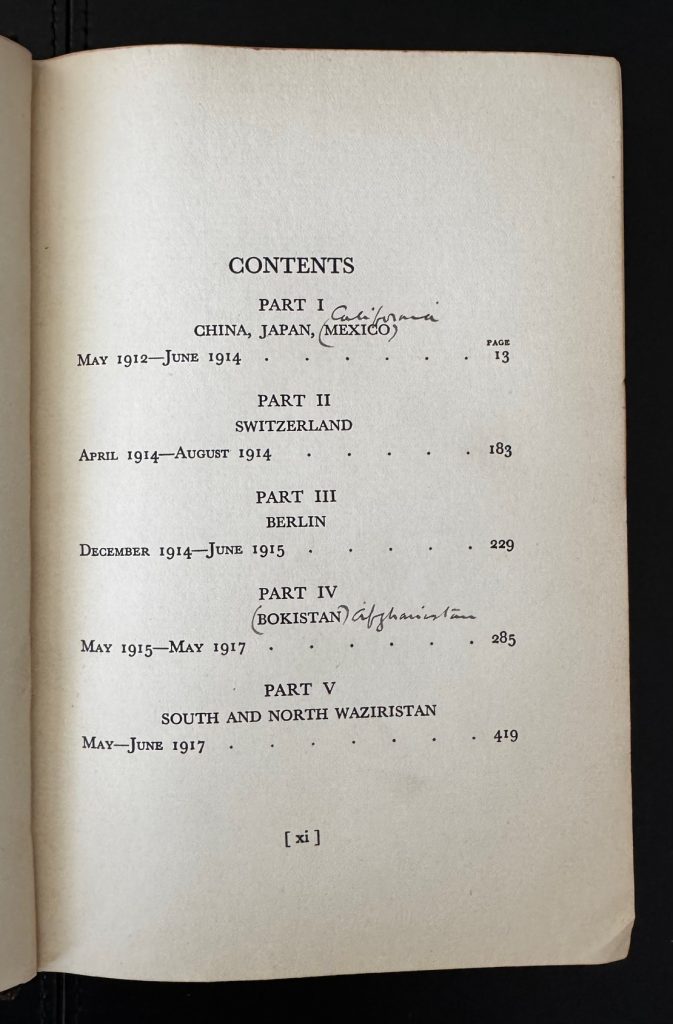 CONTENTS
PART I
California
CHINA, JAPAN, (MEXICO)
PAGE
MAY 1912—JUNE 1914 . . . . . . 13
PART II
SWITZERLAND
APRIL 1914—AUGUST 1914 . . . . . 183
PART III
BERLIN
DECEMBER 1914—JUNE 1915 . . . . . 229
PART IV
(BOKISTAN) Afghanistan
MAY 1915—MAY 1917 . . . . . . 285
PART V
SOUTH AND NORTH WAZIRISTAN
MAY—JUNE 1917 . . . . . . . 419
[ xi ]